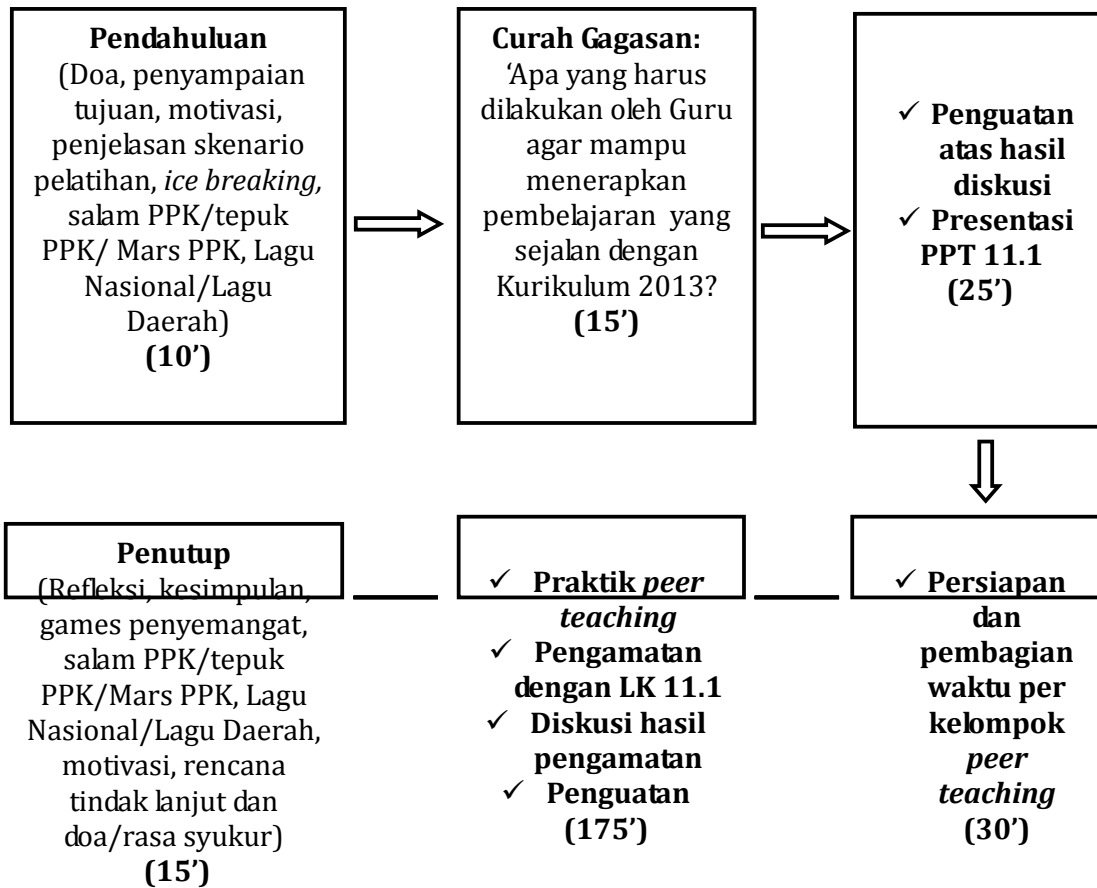 Pendahuluan
(Doa, penyampaian
tujuan, motivasi,
penjelasan skenario
pelatihan, ice breaking,
salam PPK/tepuk
PPK/ Mars PPK, Lagu
Nasional/Lagu
Daerah)
(10’)
Curah Gagasan:
‘Apa yang harus
dilakukan oleh Guru
agar mampu
menerapkan
pembelajaran yang
sejalan dengan
Kurikulum 2013?
(15’)
✓ Penguatan
atas hasil
diskusi
✓ Presentasi
PPT 11.1
(25’)
✓ Persiapan
dan
pembagian
waktu per
kelompok
peer
teaching
(30’)
✓ Praktik peer
teaching
✓ Pengamatan
dengan LK 11.1
✓ Diskusi hasil
pengamatan
✓ Penguatan
(175’)
Penutup
(Refleksi, kesimpulan,
games penyemangat,
salam PPK/tepuk
PPK/Mars PPK, Lagu
Nasional/Lagu Daerah,
motivasi, rencana
tindak lanjut dan
doa/rasa syukur)
(15’)